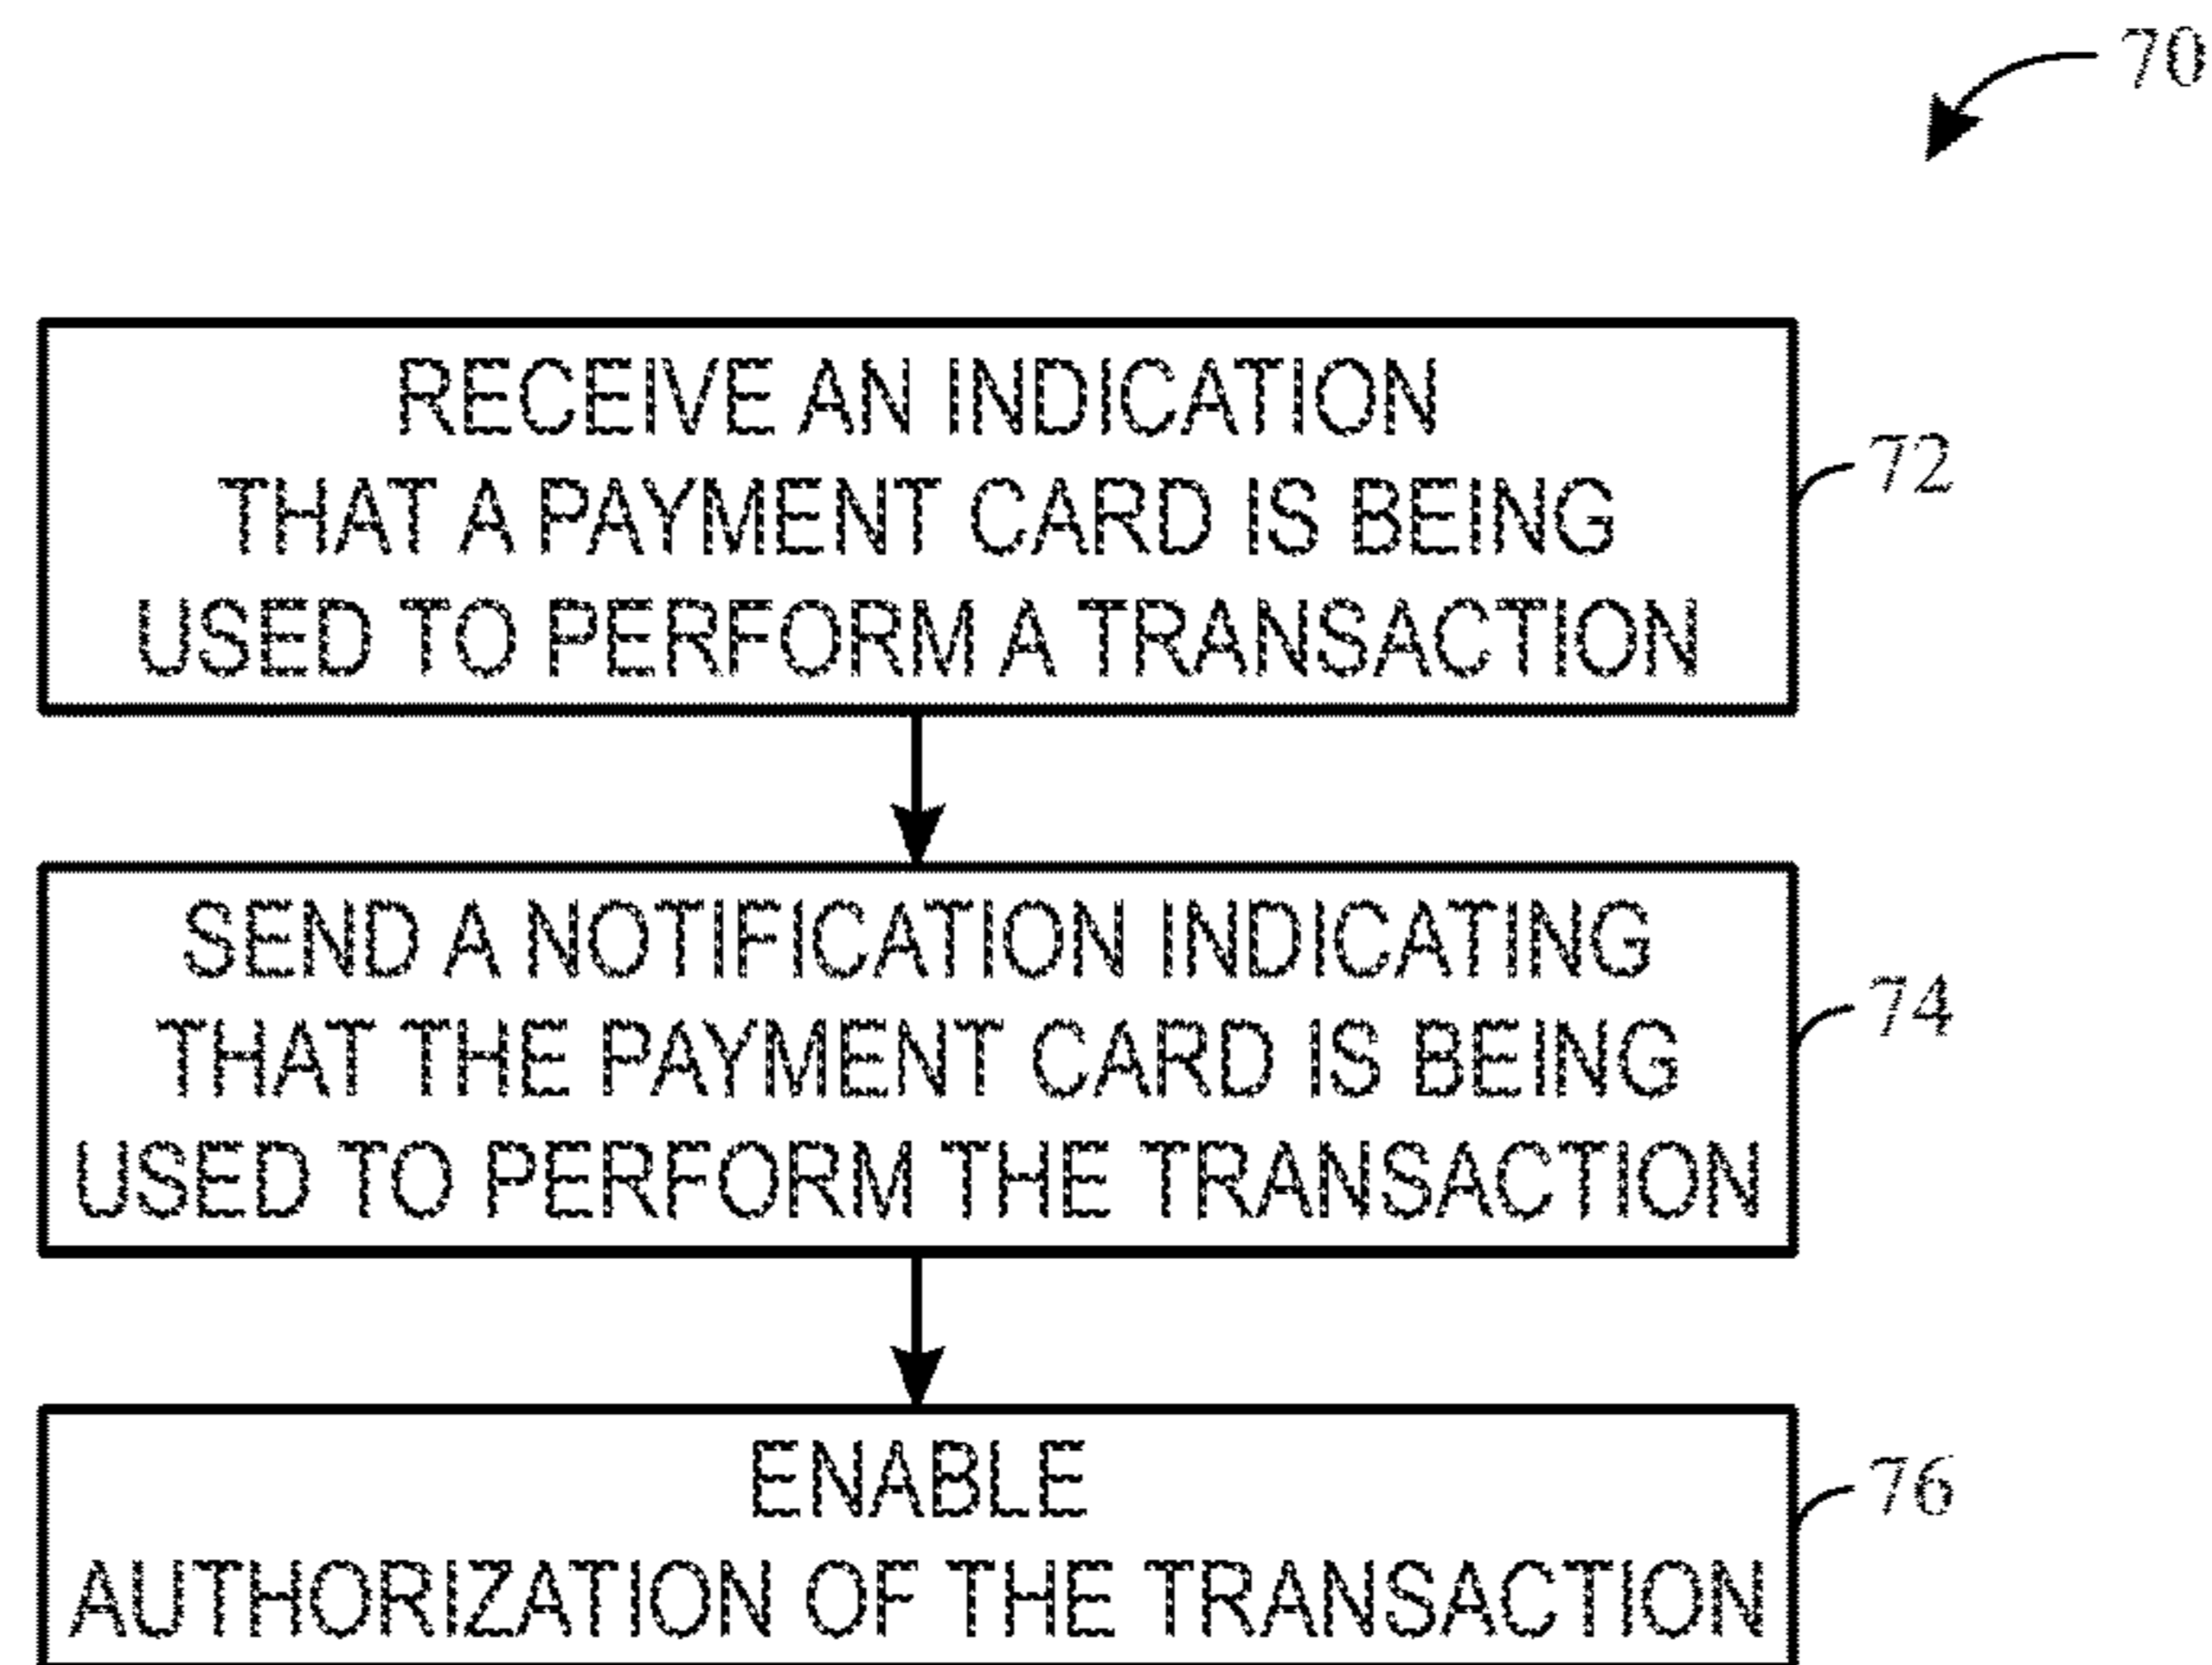 70
RECEIVE AN INDICATION
THAT A PAYMENT CARD IS BEING
USED TO PERFORM A TRANSACTION
72
SEND A NOTIFICATION INDICATING
THAT THE PAYMENT CARD IS BEING
USED TO PERFORM THE TRANSACTION
74
ENABLE
AUTHORIZATION OF THE TRANSACTION
76